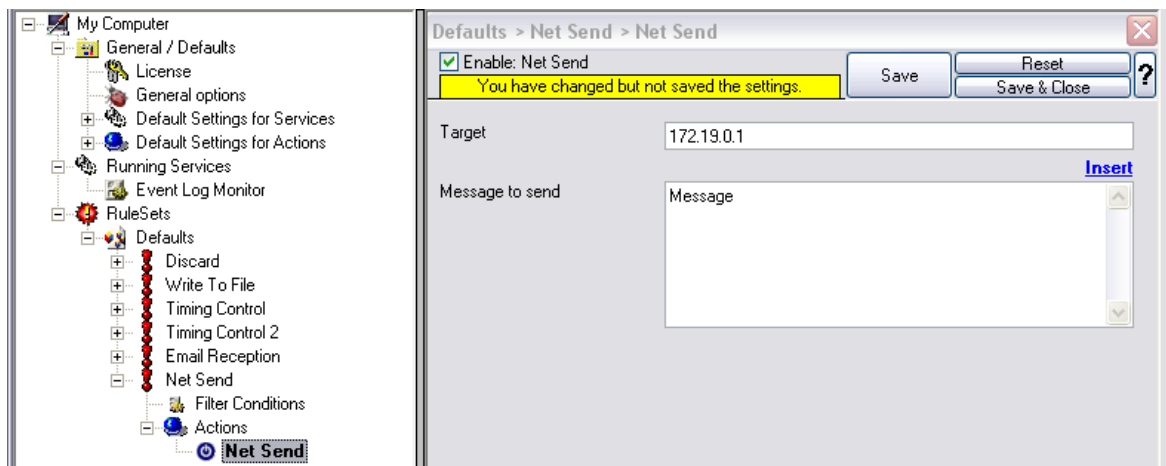 My Computer
General / Defaults
License
General options
Default Settings for Services
Default Settings for Actions
Running Services
Event Log Monitor
RuleSets
Defaults
Discard
Write To File
Timing Control
Timing Control 2
Email Reception
Net Send
Filter Conditions
Actions
Net Send
Defaults > Net Send > Net Send
Enable: Net Send
You have changed but not saved the settings.
Save
Reset
Save & Close
?
Target
172.19.0.1
Insert
Message to send
Message